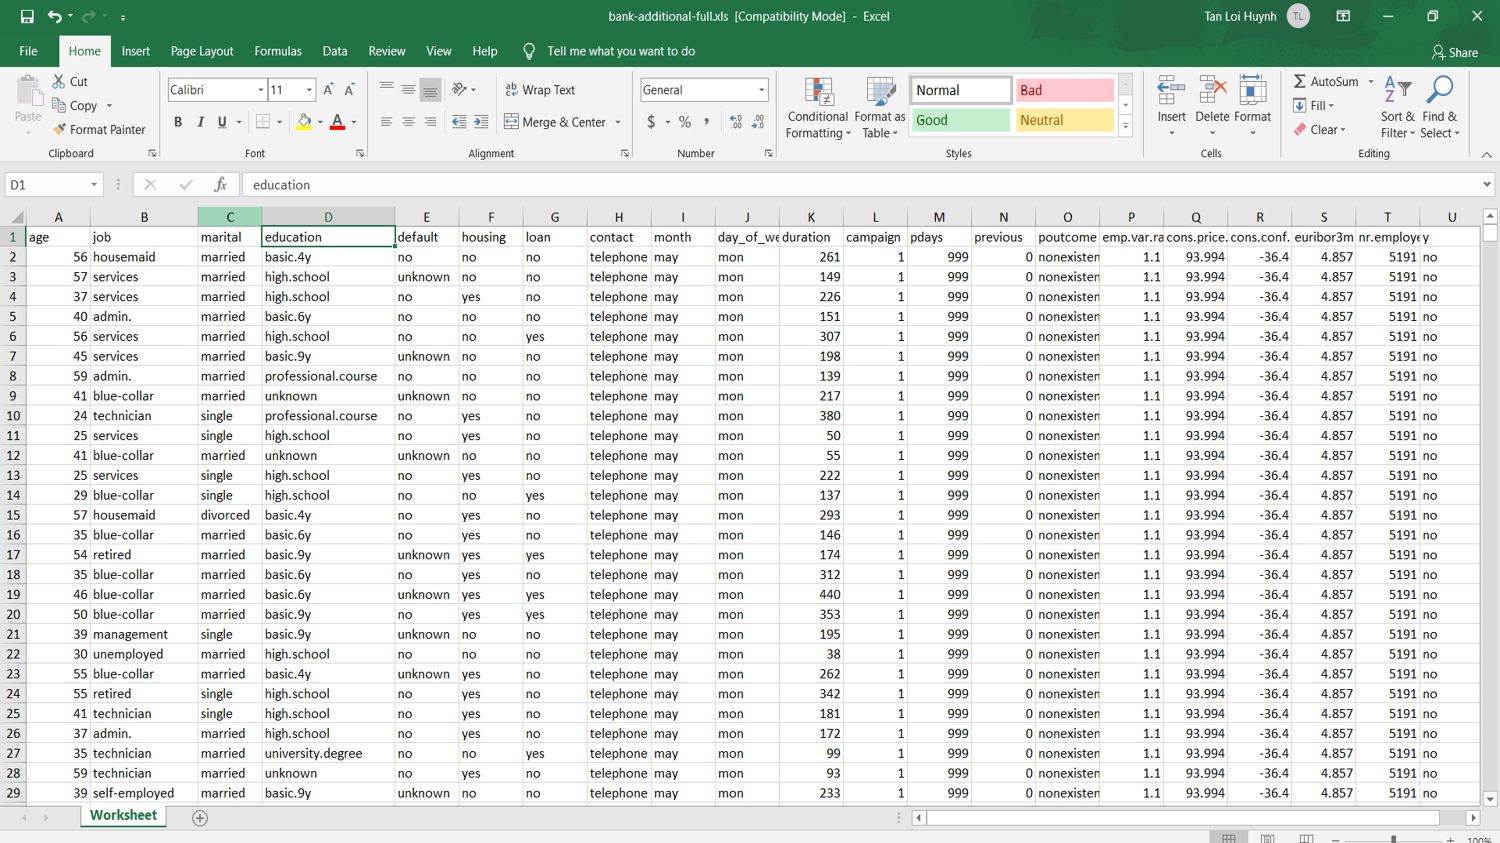 bank-additional-full.xls [Compatibility Mode] - Excel
Tan Loi Huynh TL
File Home Insert Page Layout Formulas Data Review View Help Tell me what you want to do Share
Paste Cut Copy Format Painter Clipboard
Calibri 11 A A B I U A Font
ab Wrap Text Merge & Center Alignment
General $ % , Number
Conditional Formatting Format as Table Normal Bad Good Neutral Styles
Insert Delete Format Cells
AutoSum Fill Clear Sort & Filter Find & Select Editing
D1 fx education
A B C D E F G H I J K L M N O P Q R S T U
1 age job marital education default housing loan contact month day_of_we duration campaign pdays previous poutcome emp.var.ra cons.price. cons.conf. euribor3m nr.employe y
2 56 housemaid married basic.4y no no no telephone may mon 261 1 999 0 nonexisten 1.1 93.994 -36.4 4.857 5191 no
3 57 services married high.school unknown no no telephone may mon 149 1 999 0 nonexisten 1.1 93.994 -36.4 4.857 5191 no
4 37 services married high.school no yes no telephone may mon 226 1 999 0 nonexisten 1.1 93.994 -36.4 4.857 5191 no
5 40 admin. married basic.6y no no no telephone may mon 151 1 999 0 nonexisten 1.1 93.994 -36.4 4.857 5191 no
6 56 services married high.school no no yes telephone may mon 307 1 999 0 nonexisten 1.1 93.994 -36.4 4.857 5191 no
7 45 services married basic.9y unknown no no telephone may mon 198 1 999 0 nonexisten 1.1 93.994 -36.4 4.857 5191 no
8 59 admin. married professional.course no no no telephone may mon 139 1 999 0 nonexisten 1.1 93.994 -36.4 4.857 5191 no
9 41 blue-collar married unknown unknown no no telephone may mon 217 1 999 0 nonexisten 1.1 93.994 -36.4 4.857 5191 no
10 24 technician single professional.course no yes no telephone may mon 380 1 999 0 nonexisten 1.1 93.994 -36.4 4.857 5191 no
11 25 services single high.school no yes no telephone may mon 50 1 999 0 nonexisten 1.1 93.994 -36.4 4.857 5191 no
12 41 blue-collar married unknown unknown no no telephone may mon 55 1 999 0 nonexisten 1.1 93.994 -36.4 4.857 5191 no
13 25 services single high.school no yes no telephone may mon 222 1 999 0 nonexisten 1.1 93.994 -36.4 4.857 5191 no
14 29 blue-collar single high.school no no yes telephone may mon 137 1 999 0 nonexisten 1.1 93.994 -36.4 4.857 5191 no
15 57 housemaid divorced basic.4y no yes no telephone may mon 293 1 999 0 nonexisten 1.1 93.994 -36.4 4.857 5191 no
16 35 blue-collar married basic.6y no yes no telephone may mon 146 1 999 0 nonexisten 1.1 93.994 -36.4 4.857 5191 no
17 54 retired married basic.9y unknown yes yes telephone may mon 174 1 999 0 nonexisten 1.1 93.994 -36.4 4.857 5191 no
18 35 blue-collar married basic.6y no yes no telephone may mon 312 1 999 0 nonexisten 1.1 93.994 -36.4 4.857 5191 no
19 46 blue-collar married basic.6y unknown yes yes telephone may mon 440 1 999 0 nonexisten 1.1 93.994 -36.4 4.857 5191 no
20 50 blue-collar married basic.9y no yes yes telephone may mon 353 1 999 0 nonexisten 1.1 93.994 -36.4 4.857 5191 no
21 39 management single basic.9y unknown no no telephone may mon 195 1 999 0 nonexisten 1.1 93.994 -36.4 4.857 5191 no
22 30 unemployed married high.school no no no telephone may mon 38 1 999 0 nonexisten 1.1 93.994 -36.4 4.857 5191 no
23 55 blue-collar married basic.4y unknown yes no telephone may mon 262 1 999 0 nonexisten 1.1 93.994 -36.4 4.857 5191 no
24 55 retired single high.school no yes no telephone may mon 342 1 999 0 nonexisten 1.1 93.994 -36.4 4.857 5191 no
25 41 technician single high.school no yes no telephone may mon 181 1 999 0 nonexisten 1.1 93.994 -36.4 4.857 5191 no
26 37 admin. married high.school no yes no telephone may mon 172 1 999 0 nonexisten 1.1 93.994 -36.4 4.857 5191 no
27 35 technician married university.degree no no yes telephone may mon 99 1 999 0 nonexisten 1.1 93.994 -36.4 4.857 5191 no
28 59 technician married unknown no yes no telephone may mon 93 1 999 0 nonexisten 1.1 93.994 -36.4 4.857 5191 no
29 39 self-employed married basic.9y unknown no no telephone may mon 233 1 999 0 nonexisten 1.1 93.994 -36.4 4.857 5191 no
Worksheet
100%